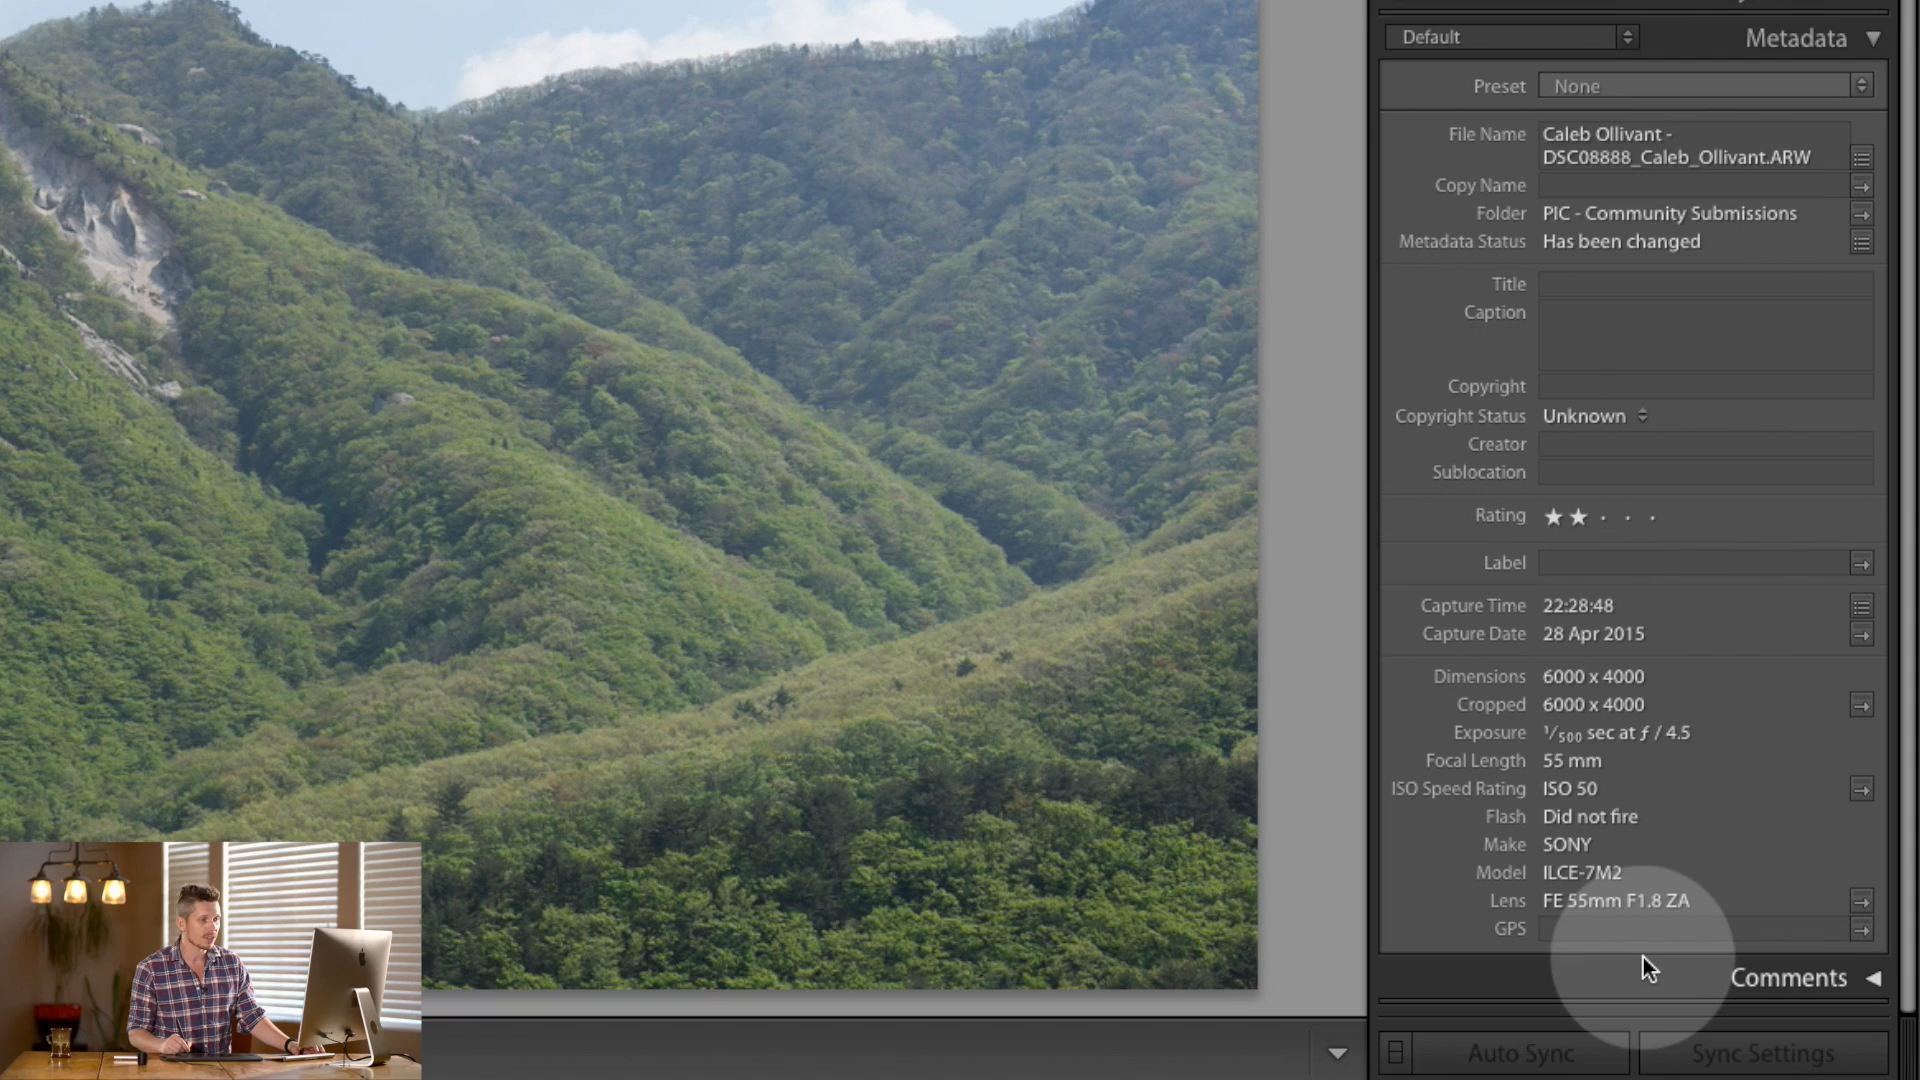 Default Metadata
Preset None
File Name Caleb Ollivant -
DSC08888_Caleb_Ollivant.ARW
Copy Name
Folder PIC - Community Submissions
Metadata Status Has been changed
Title
Caption
Copyright
Copyright Status Unknown
Creator
Sublocation
Rating
Label
Capture Time 22:28:48
Capture Date 28 Apr 2015
Dimensions 6000 x 4000
Cropped 6000 x 4000
Exposure 1/500 sec at ƒ / 4.5
Focal Length 55 mm
ISO Speed Rating ISO 50
Flash Did not fire
Make SONY
Model ILCE-7M2
Lens FE 55mm F1.8 ZA
GPS
Comments
Auto Sync Sync Settings